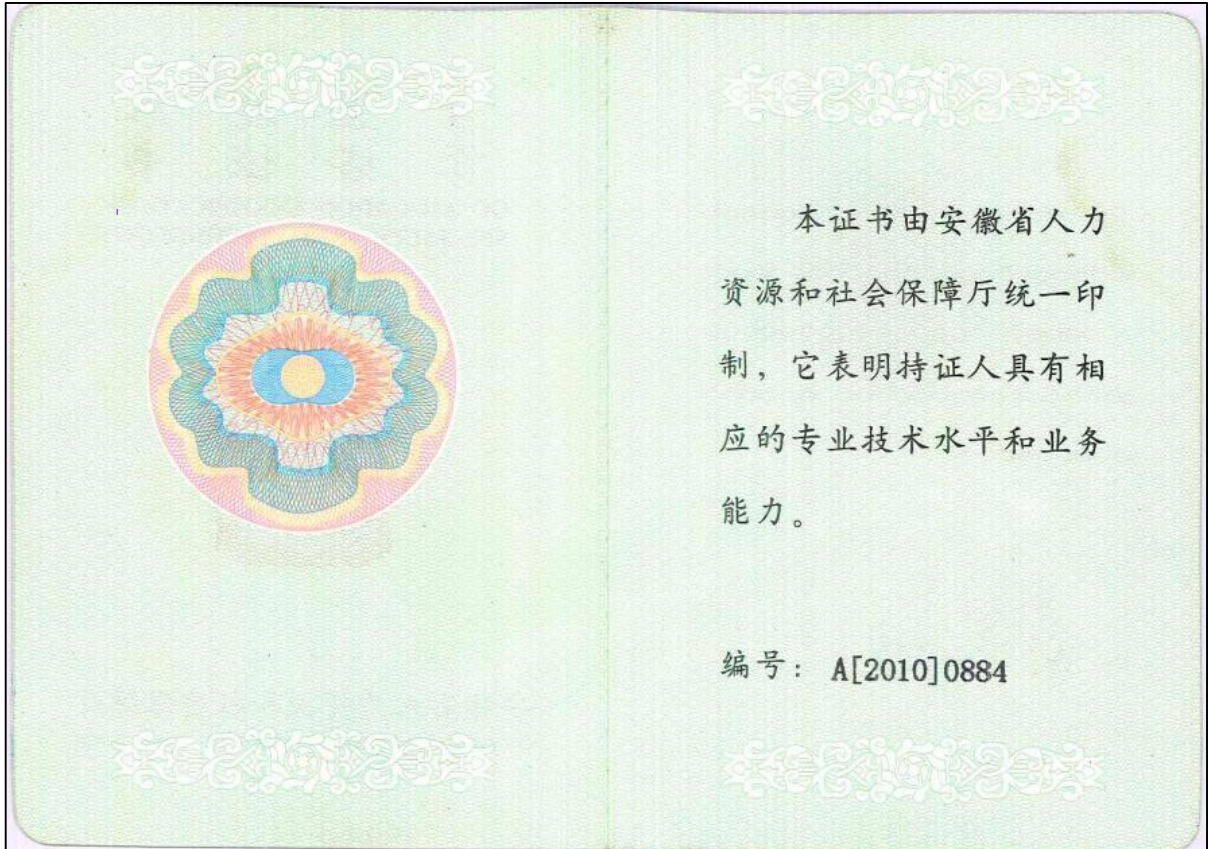 本证书由安徽省人力
资源和社会保障厅统一印
制，它表明持证人具有相
应的专业技术水平和业务
能力。
编号： A[2010]0884